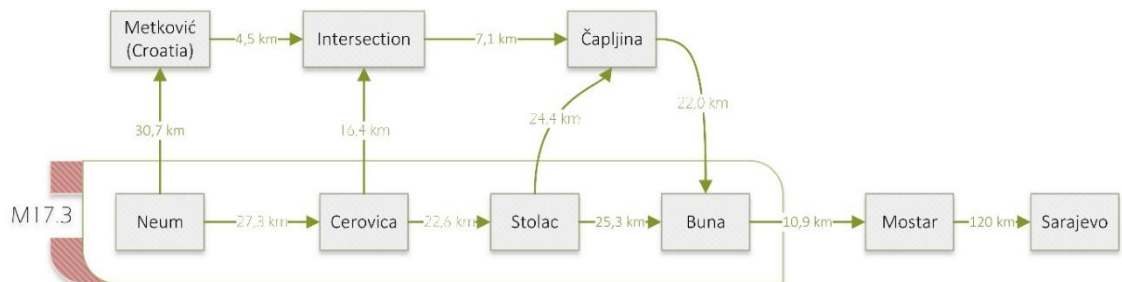 Metković
(Croatia)
4,5 km
Intersection
7,1 km
Čapljina
30,7 km
16,4 km
24,4 km
22,0 km
M17.3
Neum
27,3 km
Cerovica
22,6 km
Stolac
25,3 km
Buna
10,9 km
Mostar
120 km
Sarajevo